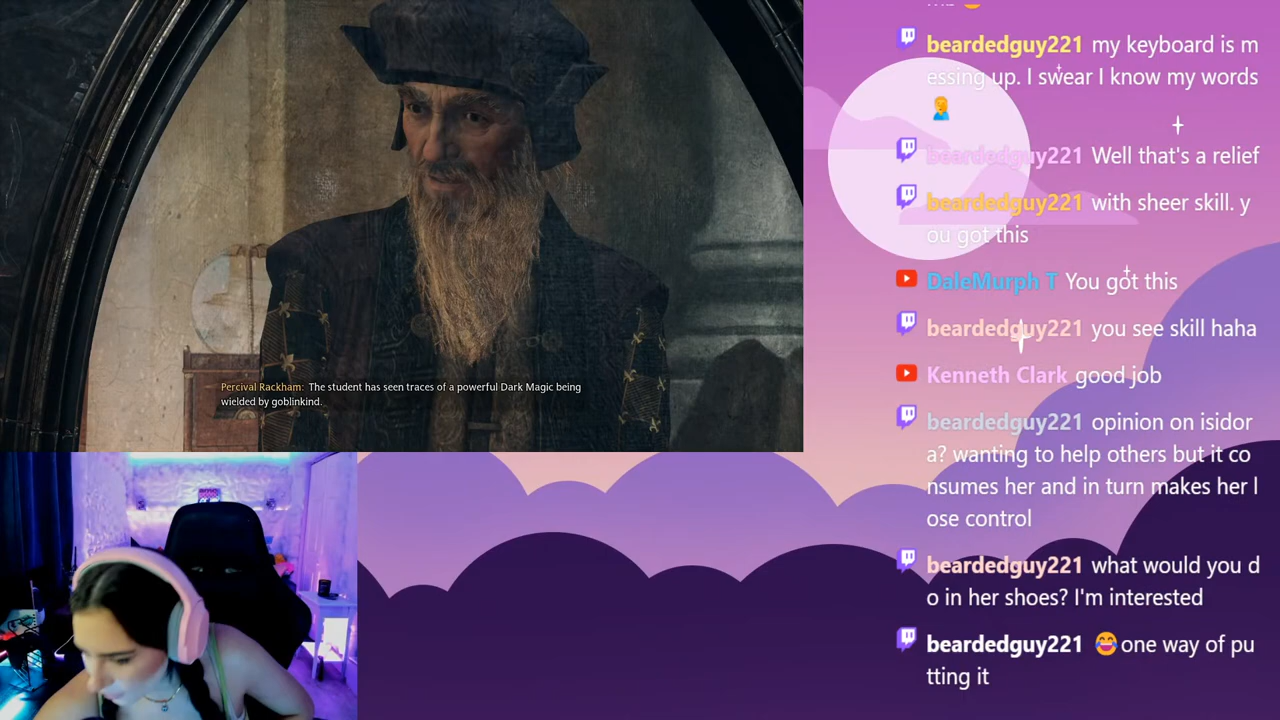 Percival Rackham: The student has seen traces of a powerful Dark Magic being
wielded by goblinkind.
beardedguy221 my keyboard is m
essing up. I swear I know my words
🤦‍♂️
beardedguy221 Well that's a relief
beardedguy221 with sheer skill. y
ou got this
DaleMurph T You got this
beardedguy221 you see skill haha
Kenneth Clark good job
beardedguy221 opinion on isidor
a? wanting to help others but it co
nsumes her and in turn makes her l
ose control
beardedguy221 what would you d
o in her shoes? I'm interested
beardedguy221 😂one way of pu
tting it